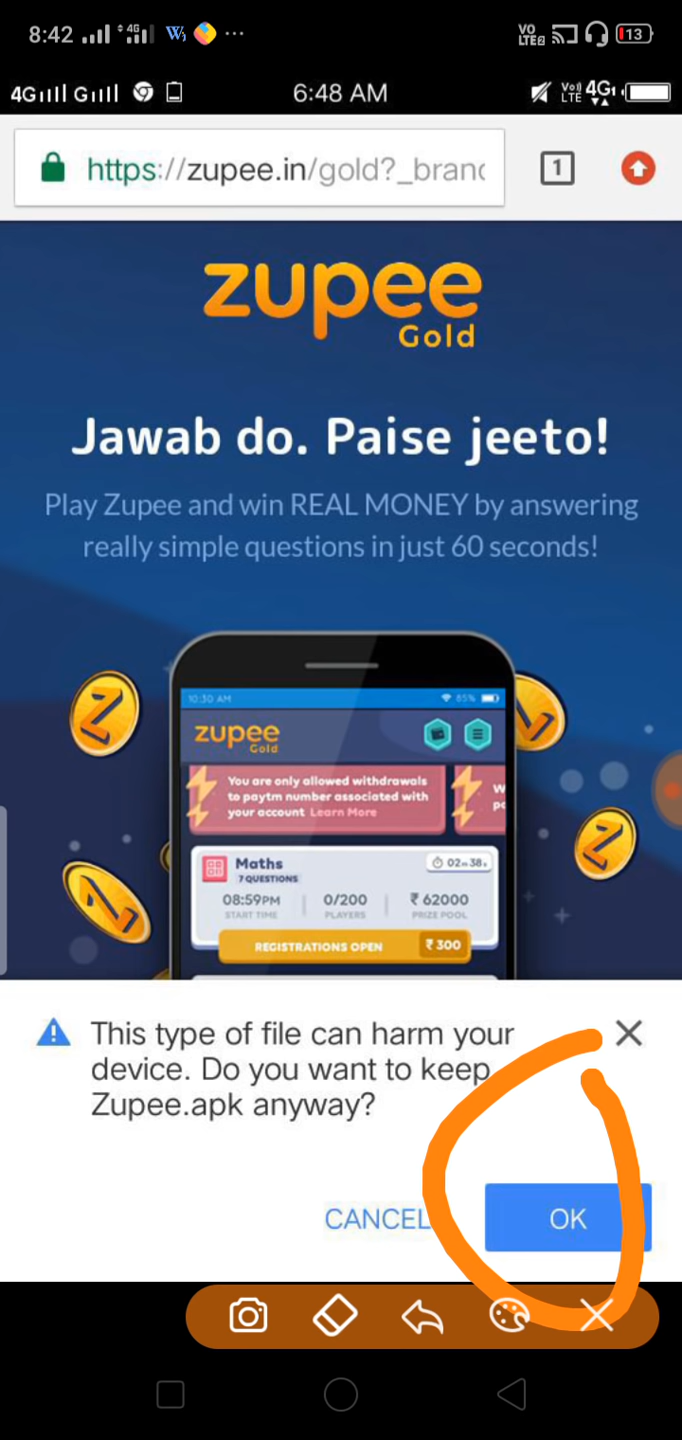 8:42 4G W ... VO LTE2 13
4G G 6:48 AM Vo) LTE 4G
https://zupee.in/gold?_branc 1
zupee
Gold
Jawab do. Paise jeeto!
Play Zupee and win REAL MONEY by answering
really simple questions in just 60 seconds!
10:30 AM 85%
zupee
Gold
You are only allowed withdrawals
to paytm number associated with
your account Learn More
Maths 02m 38s
7 QUESTIONS
08:59PM 0/200 ₹ 62000
START TIME PLAYERS PRIZE POOL
REGISTRATIONS OPEN ₹ 300
This type of file can harm your
device. Do you want to keep
Zupee.apk anyway?
CANCEL OK